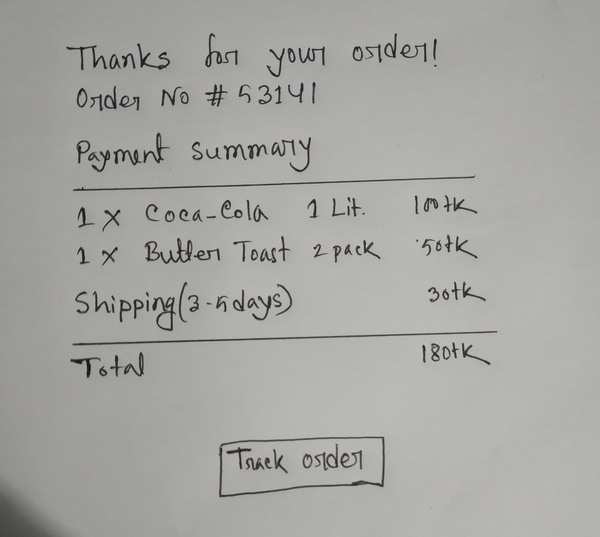 Thanks for your order!
Order No # 53141
Payment Summary
1 x Coca-Cola 1 Lit. 100tk
1 x Butter Toast 2 pack 50tk
Shipping (3-5 days) 30tk
Total 180tk
Track order